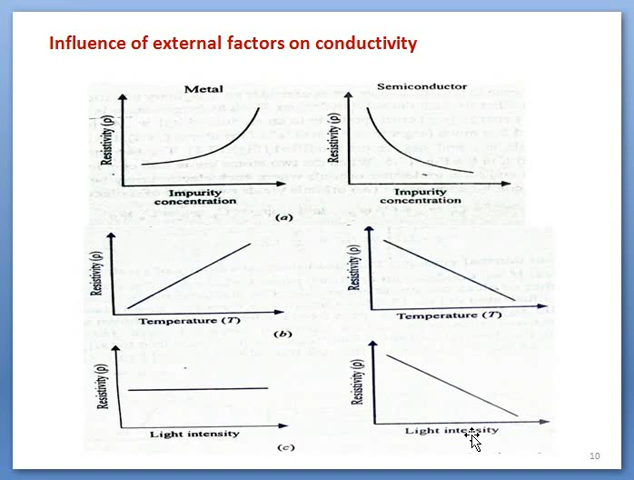 Influence of external factors on conductivity
Metal
Semiconductor
Resistivity (ρ)
Impurity
concentration
Resistivity (ρ)
Impurity
concentration
(a)
Resistivity (ρ)
Temperature (T)
Resistivity (ρ)
Temperature (T)
(b)
Resistivity (ρ)
Light intensity
Resistivity (ρ)
Light intensity
(c)
10